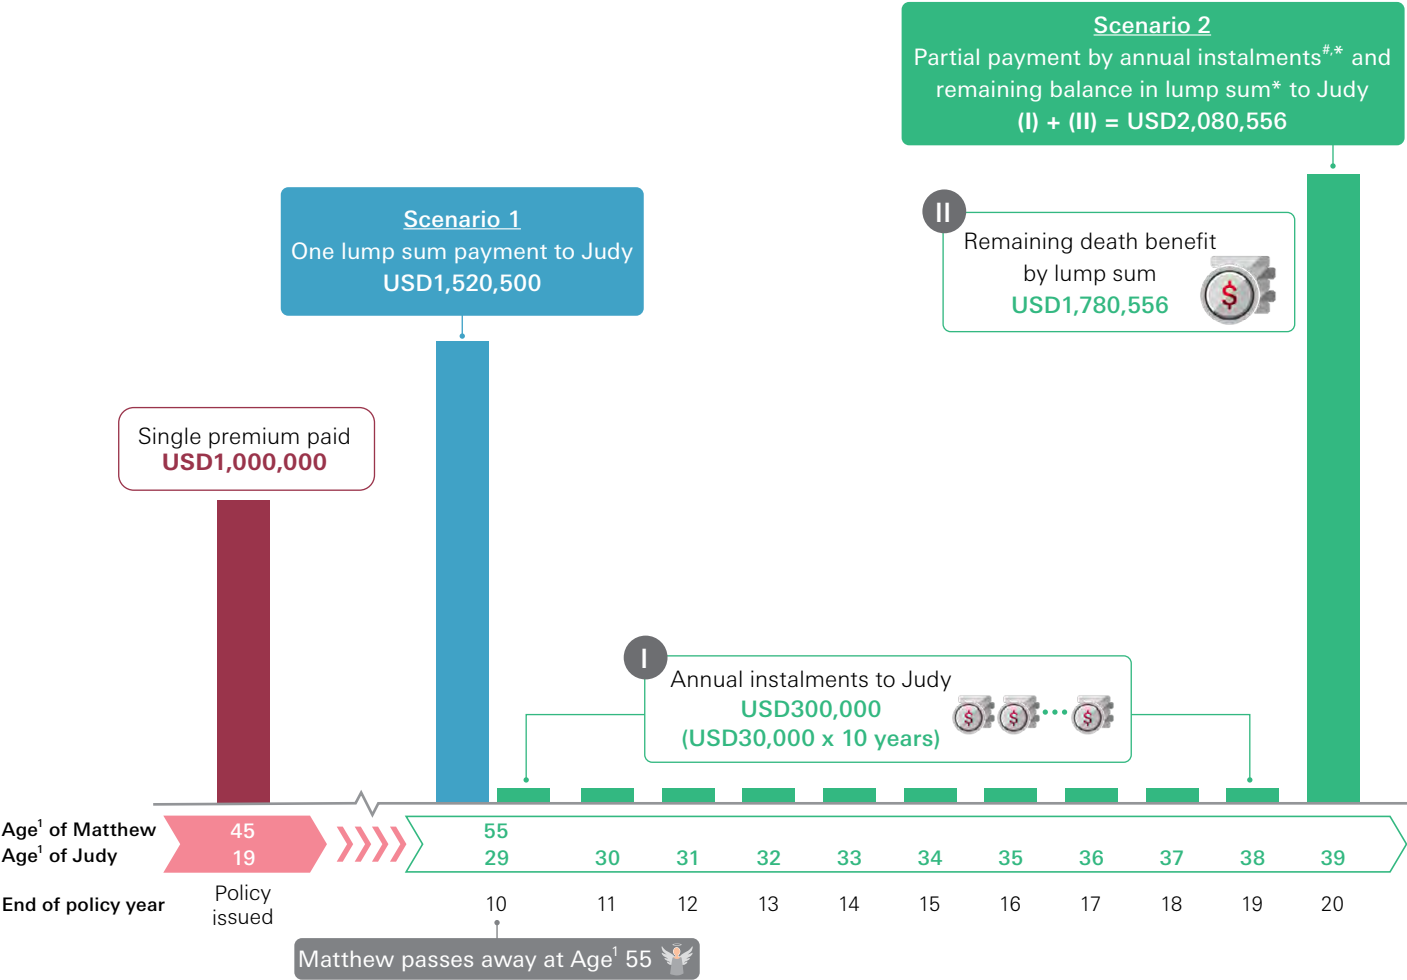 Scenario 2
Partial payment by annual instalments#,* and
remaining balance in lump sum* to Judy
(I) + (II) = USD2,080,556
Scenario 1
One lump sum payment to Judy
USD1,520,500
II
Remaining death benefit
by lump sum
USD1,780,556
$
Single premium paid
USD1,000,000
I
Annual instalments to Judy
USD300,000
(USD30,000 x 10 years)
$ $ ••• $
Age¹ of Matthew 45 55
Age¹ of Judy 19 29 30 31 32 33 34 35 36 37 38 39
End of policy year Policy issued 10 11 12 13 14 15 16 17 18 19 20
Matthew passes away at Age¹ 55